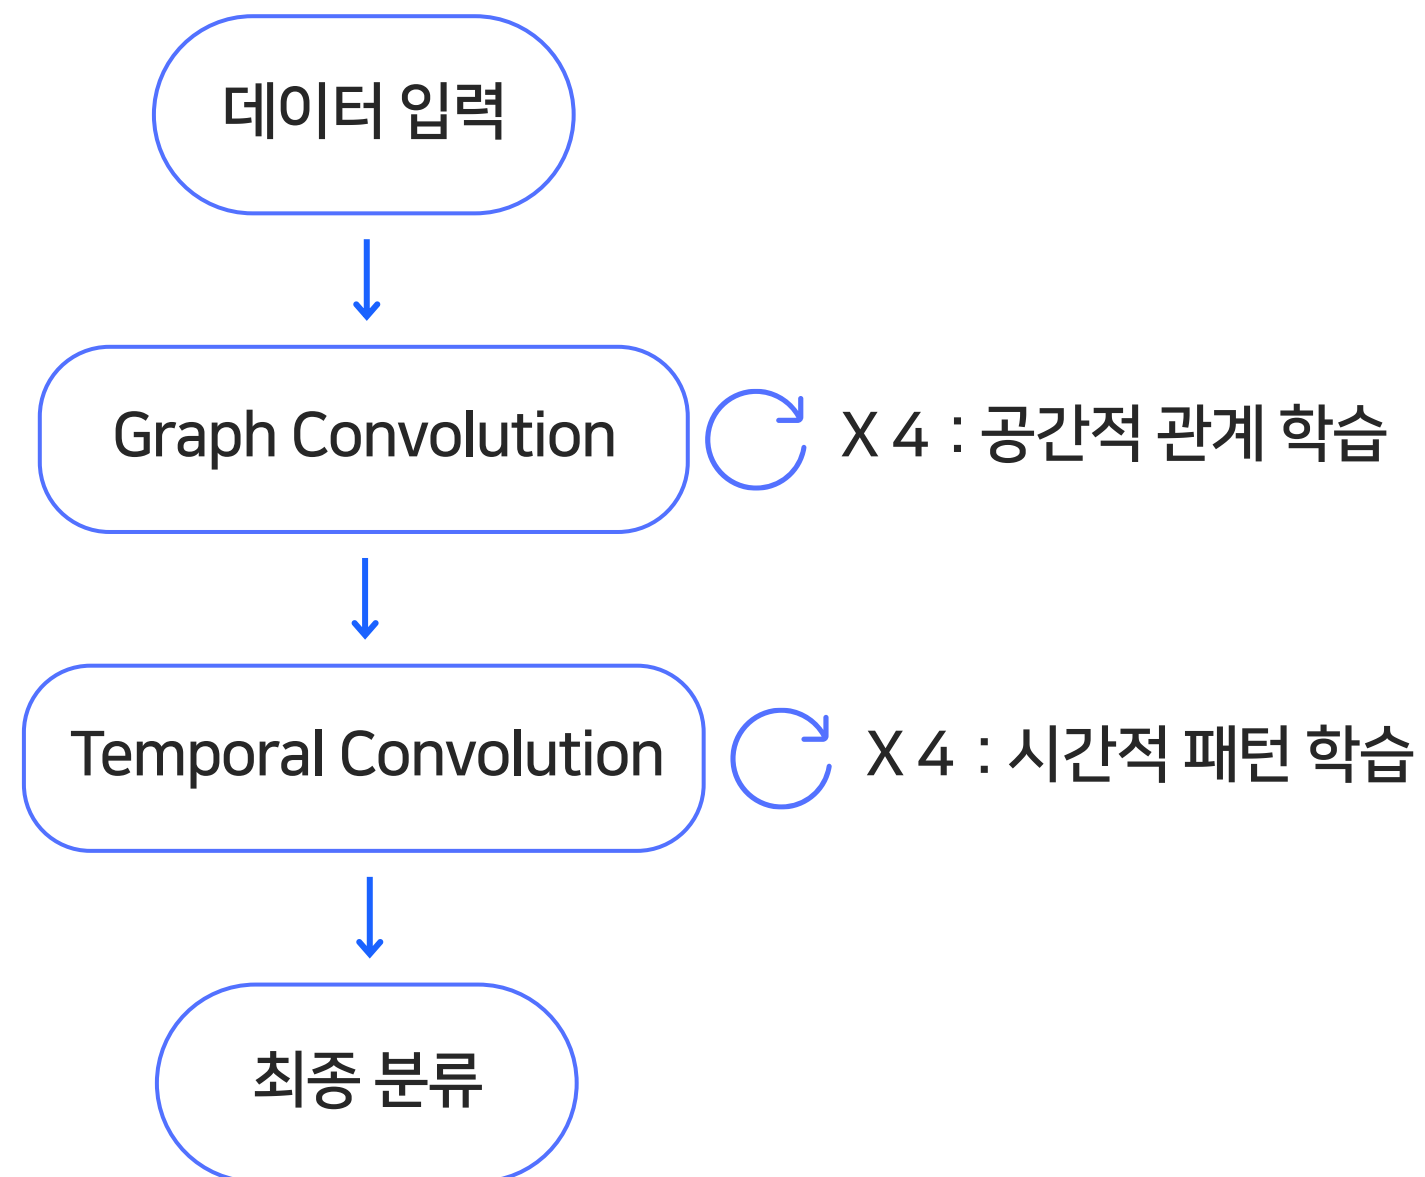 데이터 입력
Graph Convolution
X 4 : 공간적 관계 학습
Temporal Convolution
X 4 : 시간적 패턴 학습
최종 분류